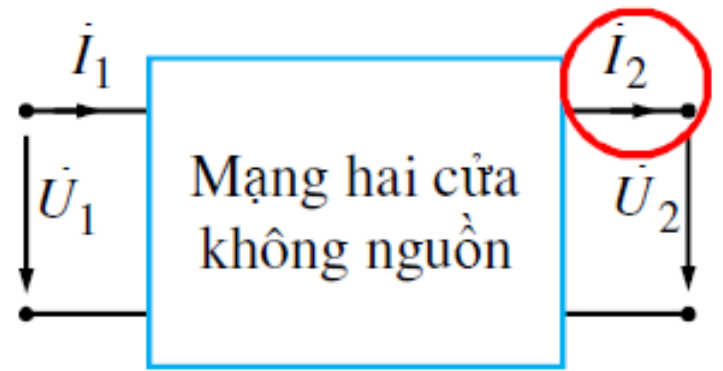 İ₁
İ₂
Mạng hai cửa
không nguồn
U̇₁
U̇₂